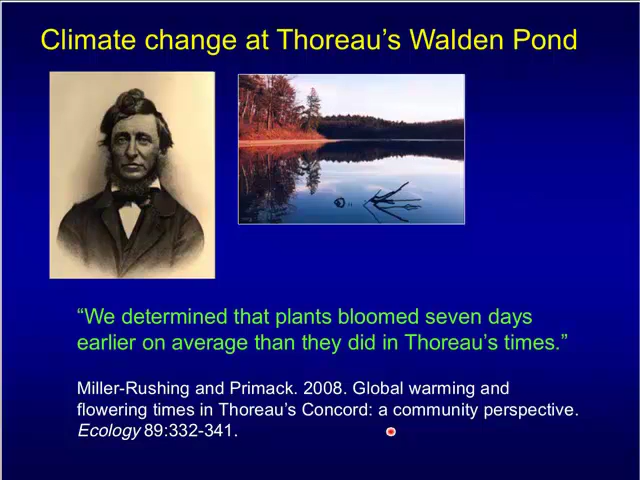 Climate change at Thoreau’s Walden Pond
“We determined that plants bloomed seven days
earlier on average than they did in Thoreau’s times.”
Miller-Rushing and Primack. 2008. Global warming and
flowering times in Thoreau’s Concord: a community perspective.
Ecology 89:332-341.